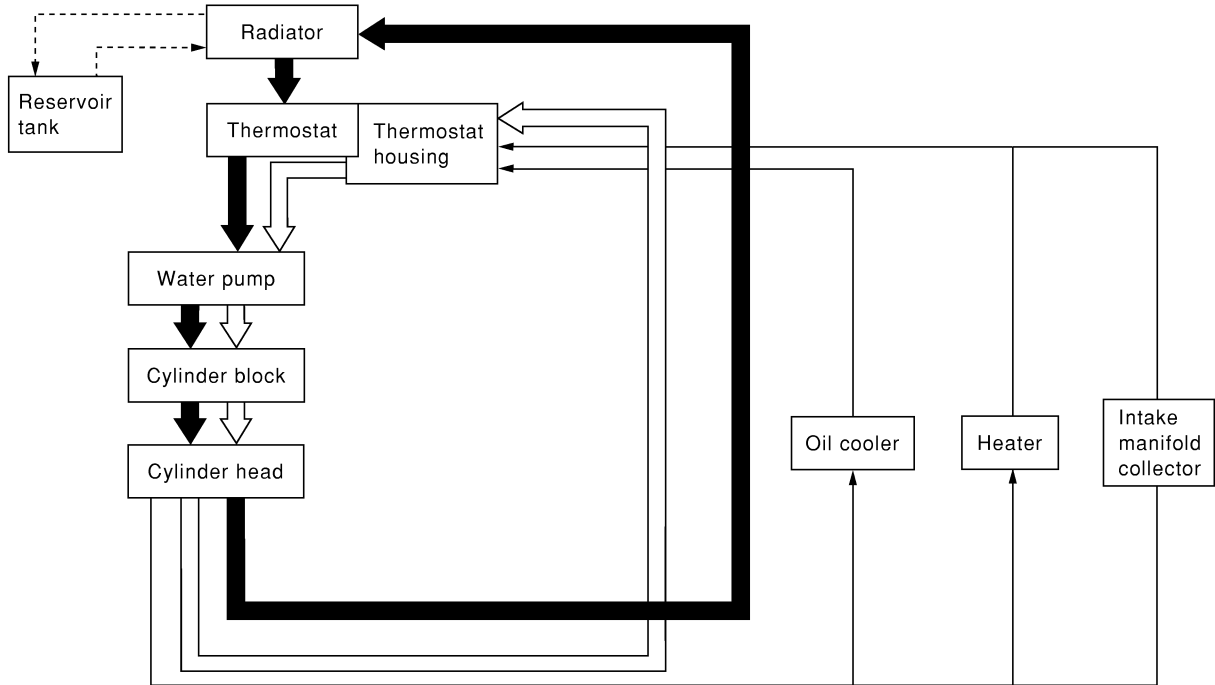 Radiator
Reservoir
tank
Thermostat
Thermostat
housing
Water pump
Cylinder block
Cylinder head
Oil cooler
Heater
Intake
manifold
collector